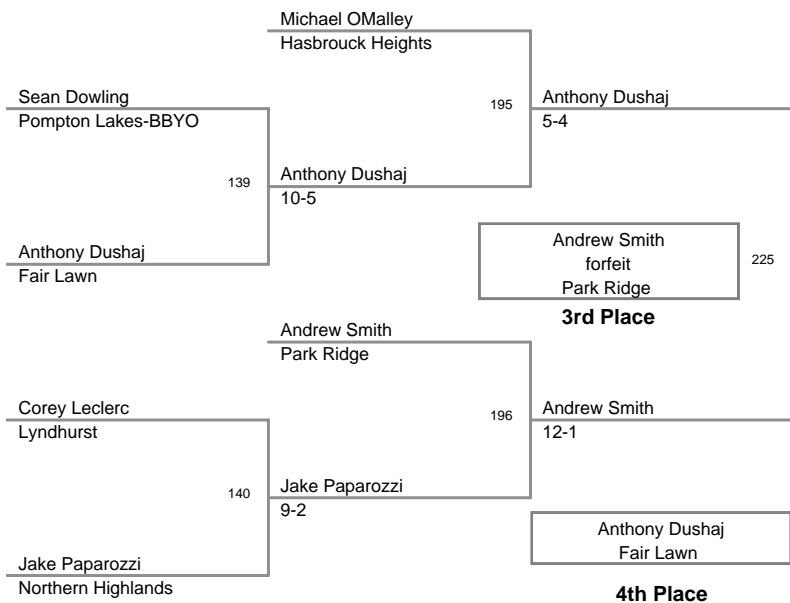 Michael OMalley
Hasbrouck Heights
Sean Dowling
Pompton Lakes-BBYO
195
Anthony Dushaj
5-4
139
Anthony Dushaj
10-5
Anthony Dushaj
Fair Lawn
Andrew Smith
forfeit
Park Ridge
225
3rd Place
Andrew Smith
Park Ridge
Corey Leclerc
Lyndhurst
196
Andrew Smith
12-1
140
Jake Paparozzi
9-2
Anthony Dushaj
Fair Lawn
Jake Paparozzi
Northern Highlands
4th Place